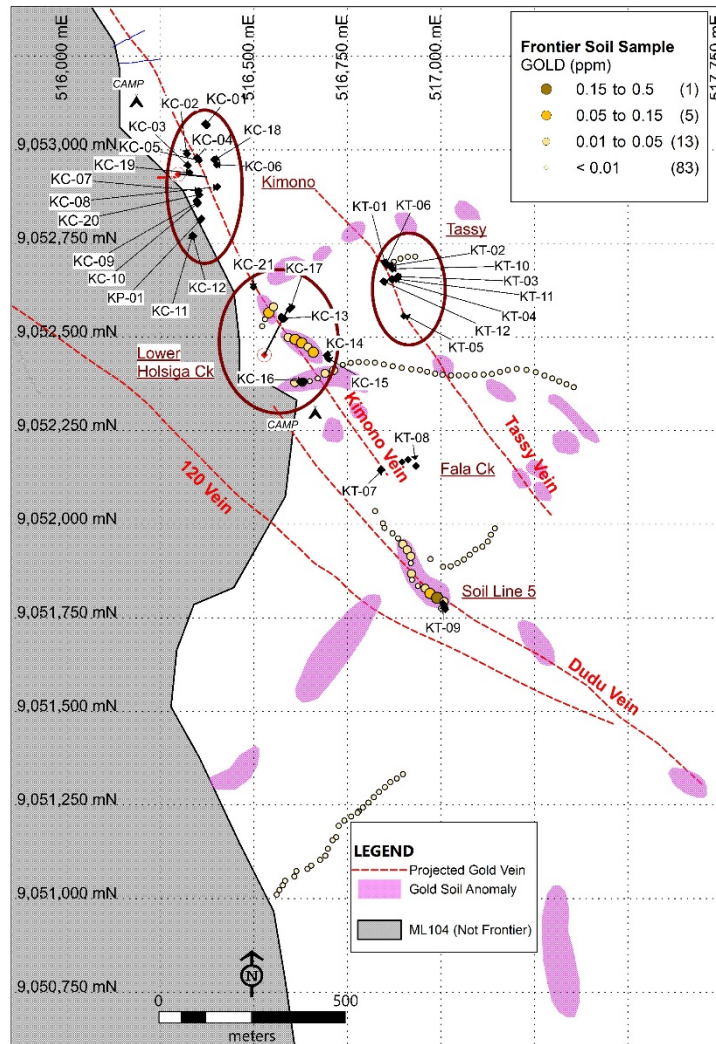 516,000 mE
516,500 mE
516,750 mE
517,000 mE
517,750 mE
Frontier Soil Sample
GOLD (ppm)
0.15 to 0.5 (1)
0.05 to 0.15 (5)
0.01 to 0.05 (13)
< 0.01 (83)
CAMP
KC-01
KC-02
KC-03
KC-04
KC-18
KC-05
KC-19
KC-06
KC-07
KC-08
KC-20
KC-09
KC-10
KP-01
KC-11
KC-12
9,053,000 mN
Kimono
KT-01
KT-06
Tassy
KT-02
KT-10
KT-03
KT-11
KT-04
KT-12
KT-05
9,052,750 mN
KC-21
KC-17
KC-13
KC-14
KC-16
KC-15
9,052,500 mN
Lower
Holsiga Ck
CAMP
Kimono Vein
Tassy Vein
9,052,250 mN
120 Vein
KT-08
Fala Ck
KT-07
9,052,000 mN
Soil Line 5
9,051,750 mN
KT-09
Dudu Vein
9,051,500 mN
9,051,250 mN
9,051,000 mN
9,050,750 mN
LEGEND
Projected Gold Vein
Gold Soil Anomaly
ML104 (Not Frontier)
N
0 500
meters